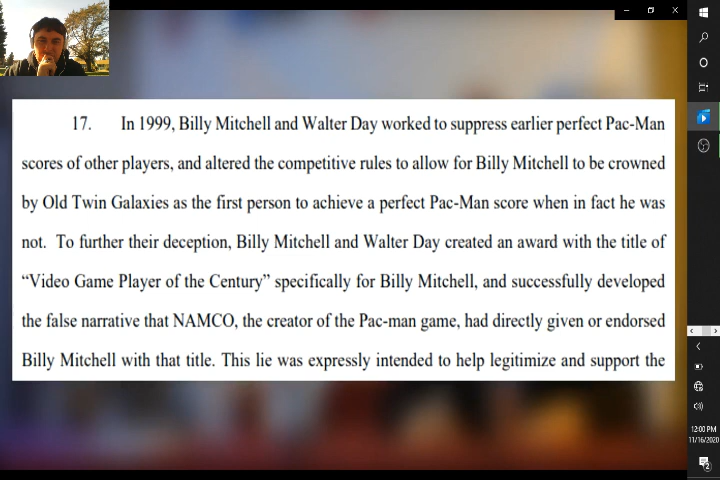 17. In 1999, Billy Mitchell and Walter Day worked to suppress earlier perfect Pac-Man
scores of other players, and altered the competitive rules to allow for Billy Mitchell to be crowned
by Old Twin Galaxies as the first person to achieve a perfect Pac-Man score when in fact he was
not. To further their deception, Billy Mitchell and Walter Day created an award with the title of
“Video Game Player of the Century” specifically for Billy Mitchell, and successfully developed
the false narrative that NAMCO, the creator of the Pac-man game, had directly given or endorsed
Billy Mitchell with that title. This lie was expressly intended to help legitimize and support the
12:00 PM
11/16/2020
2